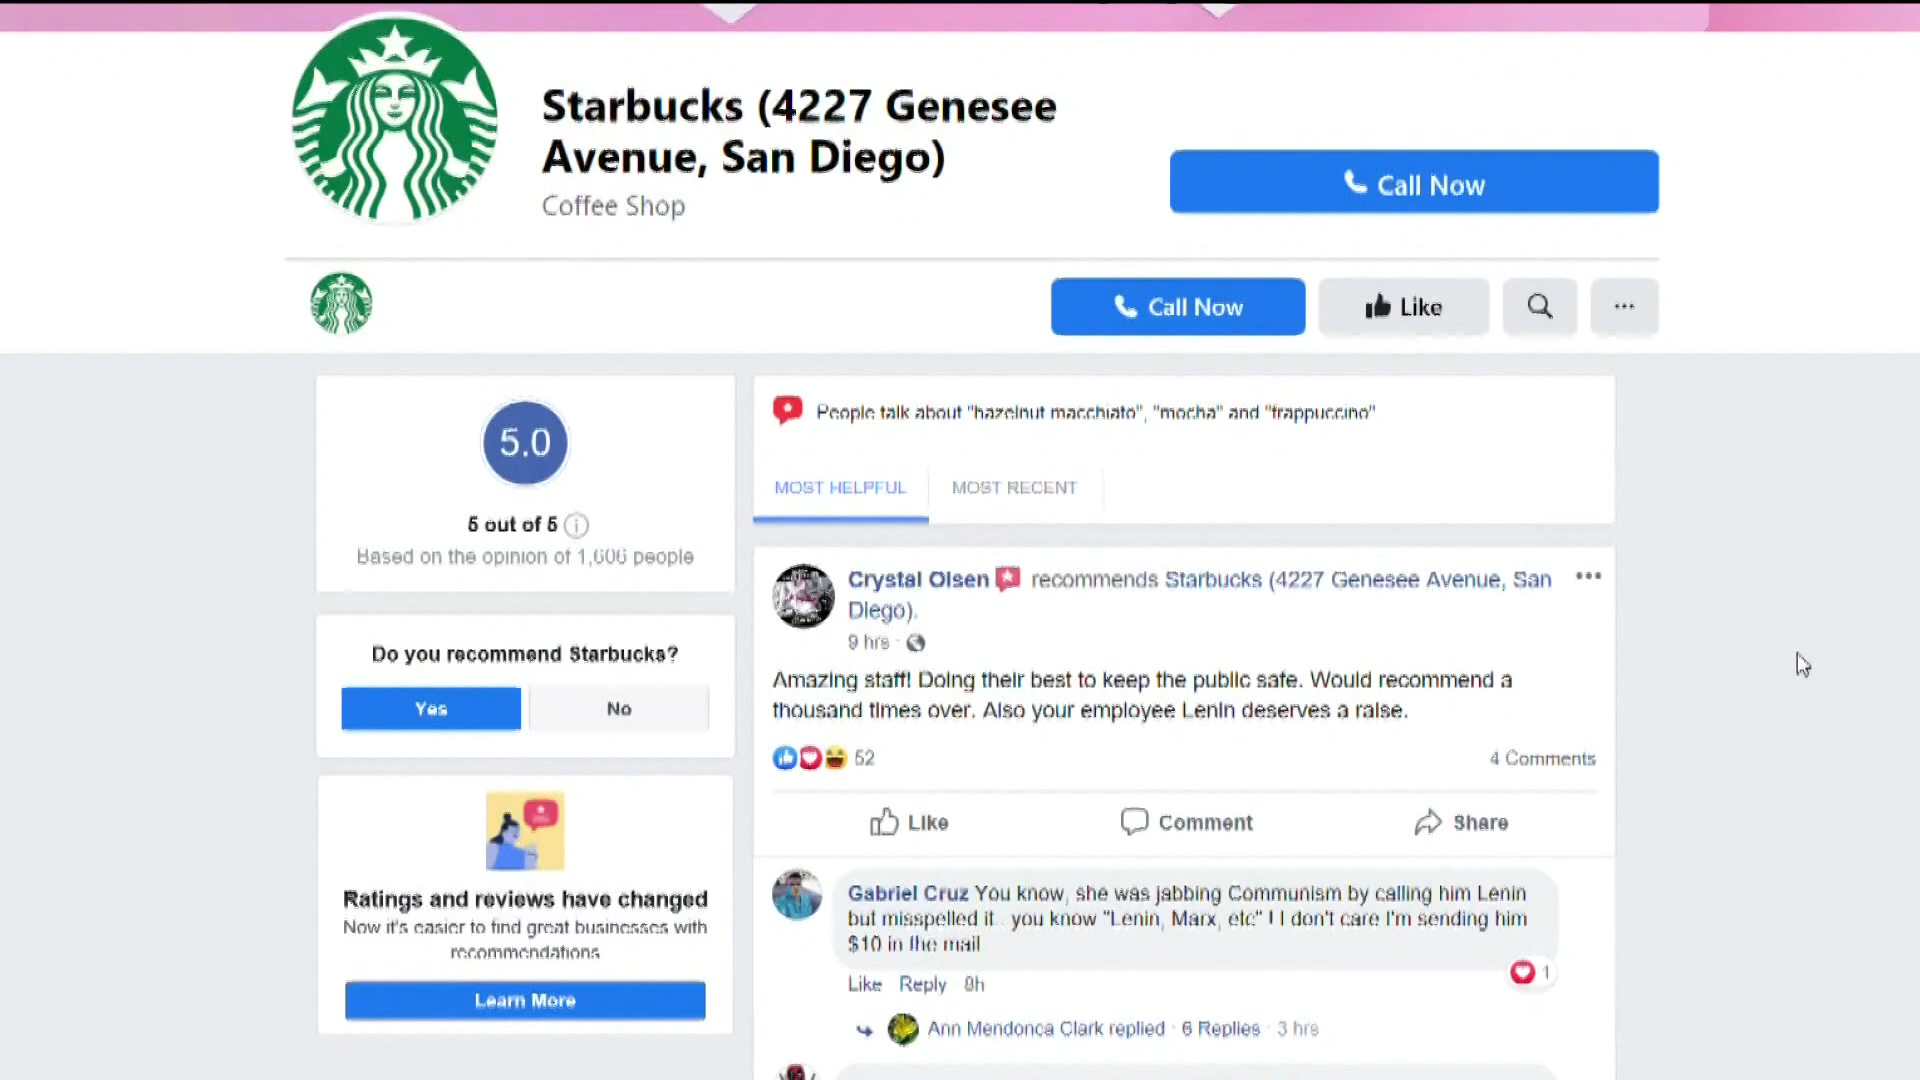 Starbucks (4227 Genesee
Avenue, San Diego)
Coffee Shop
Call Now
Call Now
Like
5.0
5 out of 5
Based on the opinion of 1,606 people
Do you recommend Starbucks?
Yes
No
Ratings and reviews have changed
Now it's easier to find great businesses with
recommendations
Learn More
People talk about "hazelnut macchiato", "mocha" and "frappuccino"
MOST HELPFUL
MOST RECENT
Crystal Olsen recommends Starbucks (4227 Genesee Avenue, San
Diego).
9 hrs ·
Amazing staff! Doing their best to keep the public safe. Would recommend a
thousand times over. Also your employee Lenin deserves a raise.
52
4 Comments
Like
Comment
Share
Gabriel Cruz You know, she was jabbing Communism by calling him Lenin
but misspelled it.. you know "Lenin, Marx, etc" ! I don't care I'm sending him
$10 in the mail
1
Like Reply
Ann Mendonca Clark replied · 6 Replies · 3 hrs